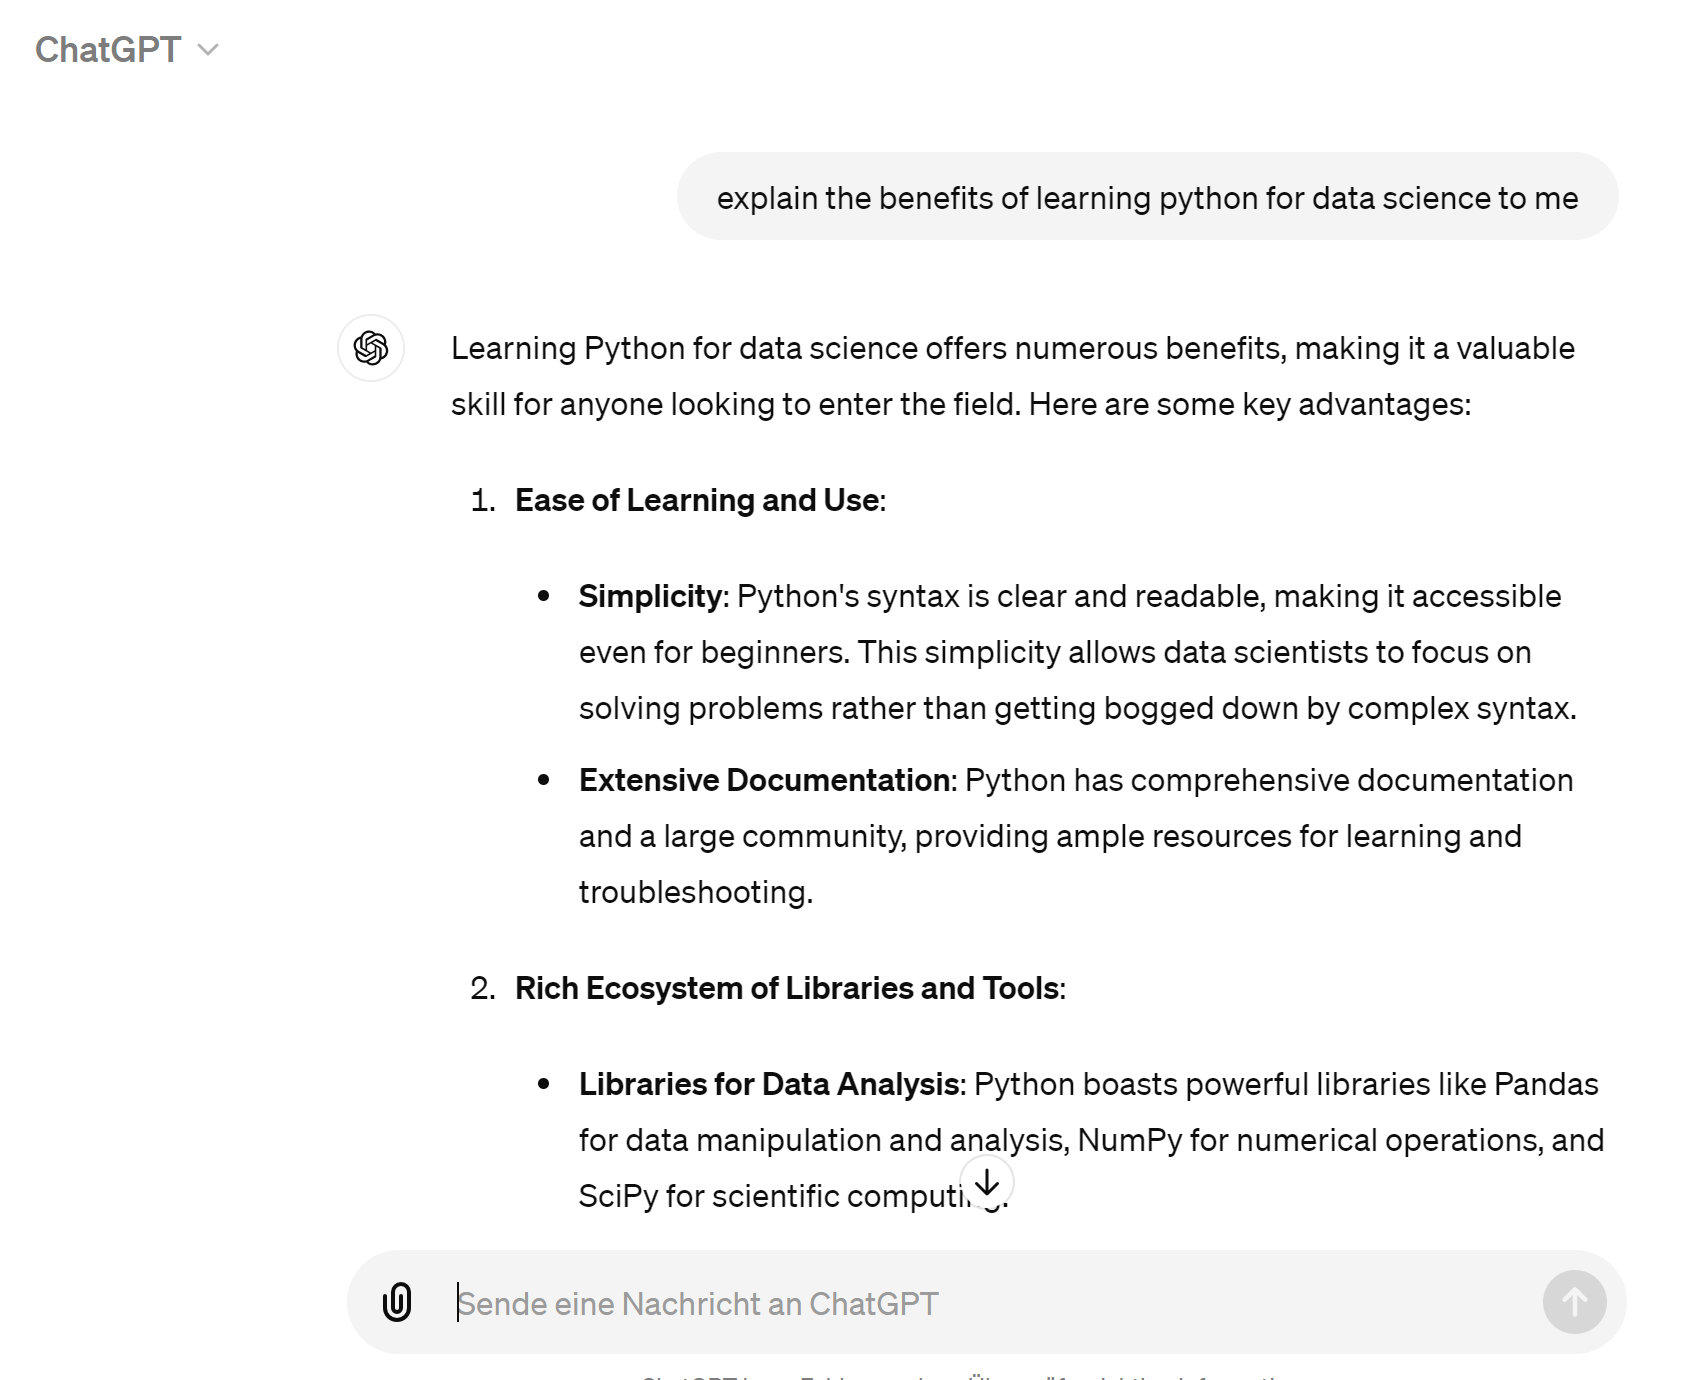 ChatGPT
explain the benefits of learning python for data science to me
Learning Python for data science offers numerous benefits, making it a valuable
skill for anyone looking to enter the field. Here are some key advantages:
1. Ease of Learning and Use:
• Simplicity: Python's syntax is clear and readable, making it accessible
even for beginners. This simplicity allows data scientists to focus on
solving problems rather than getting bogged down by complex syntax.
• Extensive Documentation: Python has comprehensive documentation
and a large community, providing ample resources for learning and
troubleshooting.
2. Rich Ecosystem of Libraries and Tools:
• Libraries for Data Analysis: Python boasts powerful libraries like Pandas
for data manipulation and analysis, NumPy for numerical operations, and
SciPy for scientific computing.
Sende eine Nachricht an ChatGPT